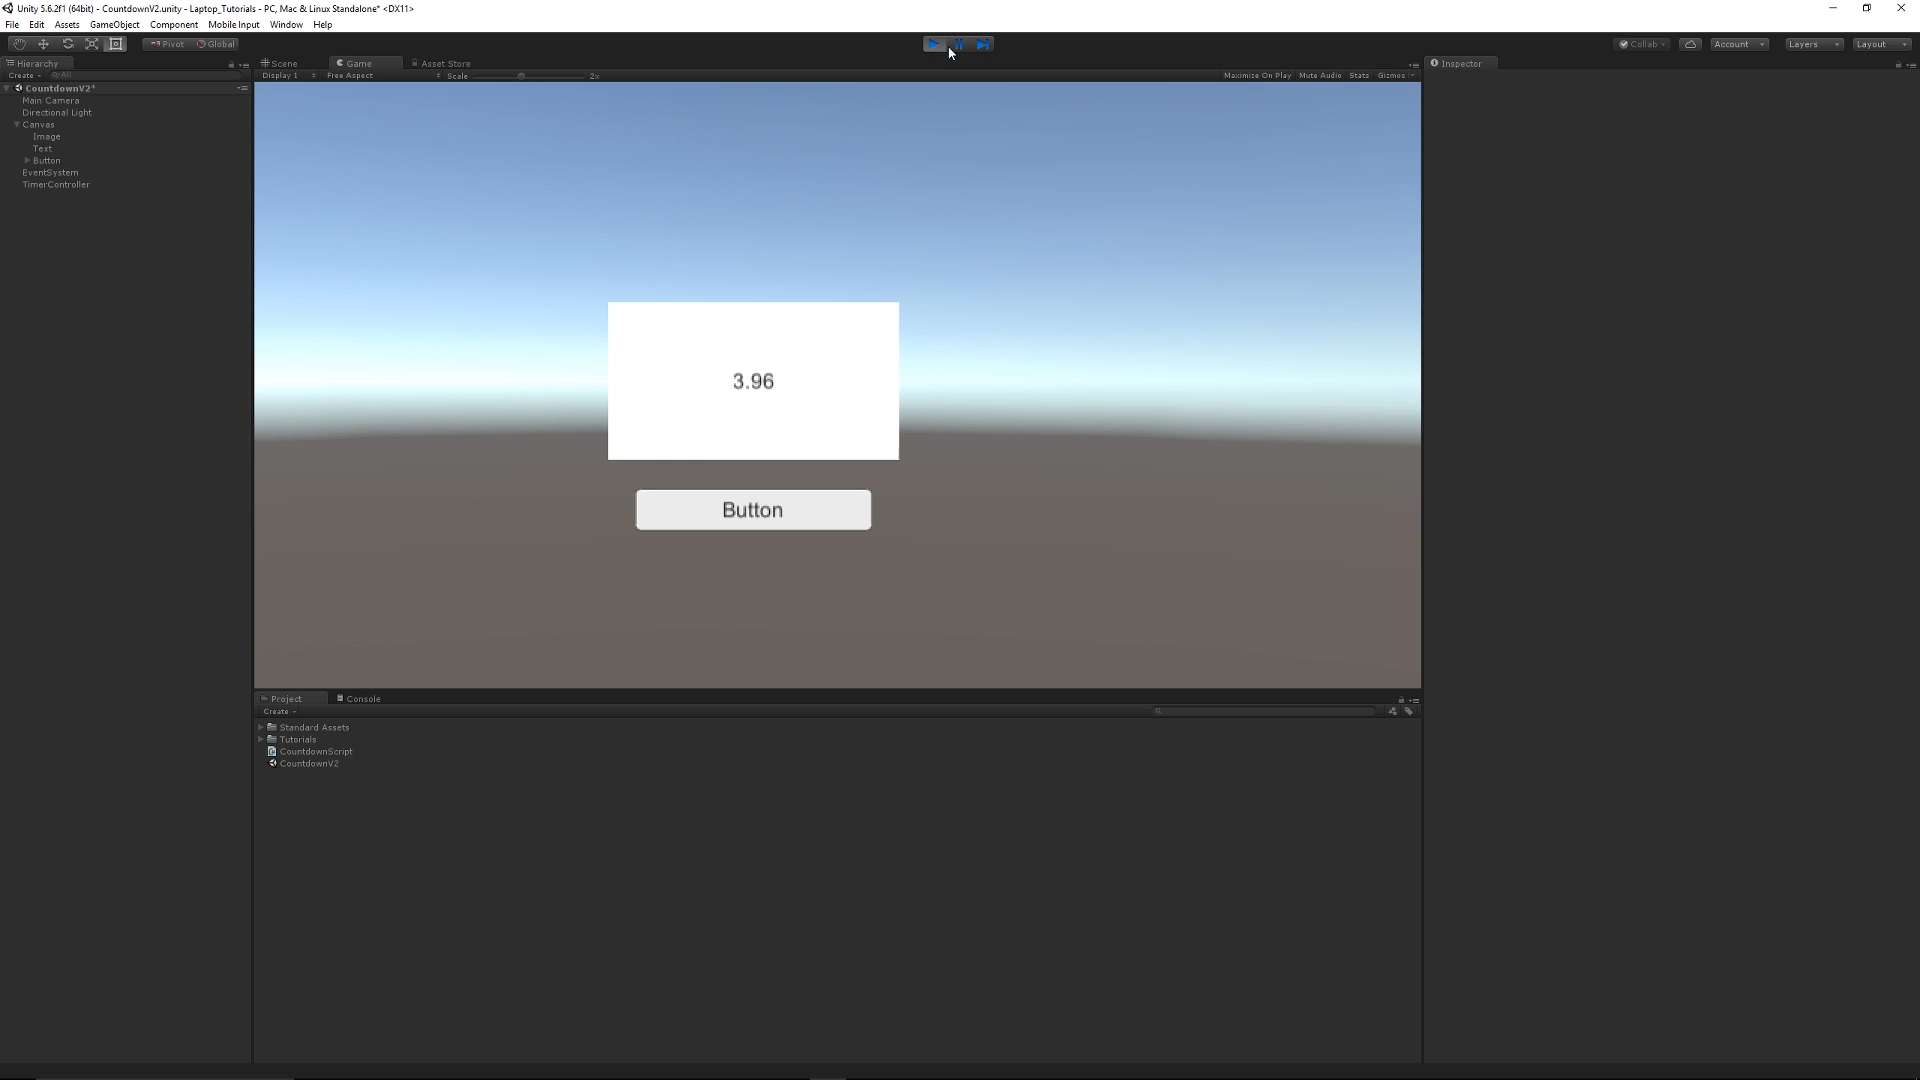 Unity 5.6.2f1 (64bit) - CountdownV2.unity - Laptop_Tutorials - PC, Mac & Linux Standalone* <DX11>
File Edit Assets GameObject Component Mobile Input Window Help
Pivot Global Collab Account Layers Layout
Hierarchy Scene Game Asset Store Inspector
Create All Display 1 Free Aspect Scale 2x Maximize On Play Mute Audio Stats Gizmos
CountdownV2*
Main Camera
Directional Light
Canvas
Image
Text
Button
EventSystem
TimerController
3.96
Button
Project Console
Create
Standard Assets
Tutorials
CountdownScript
CountdownV2